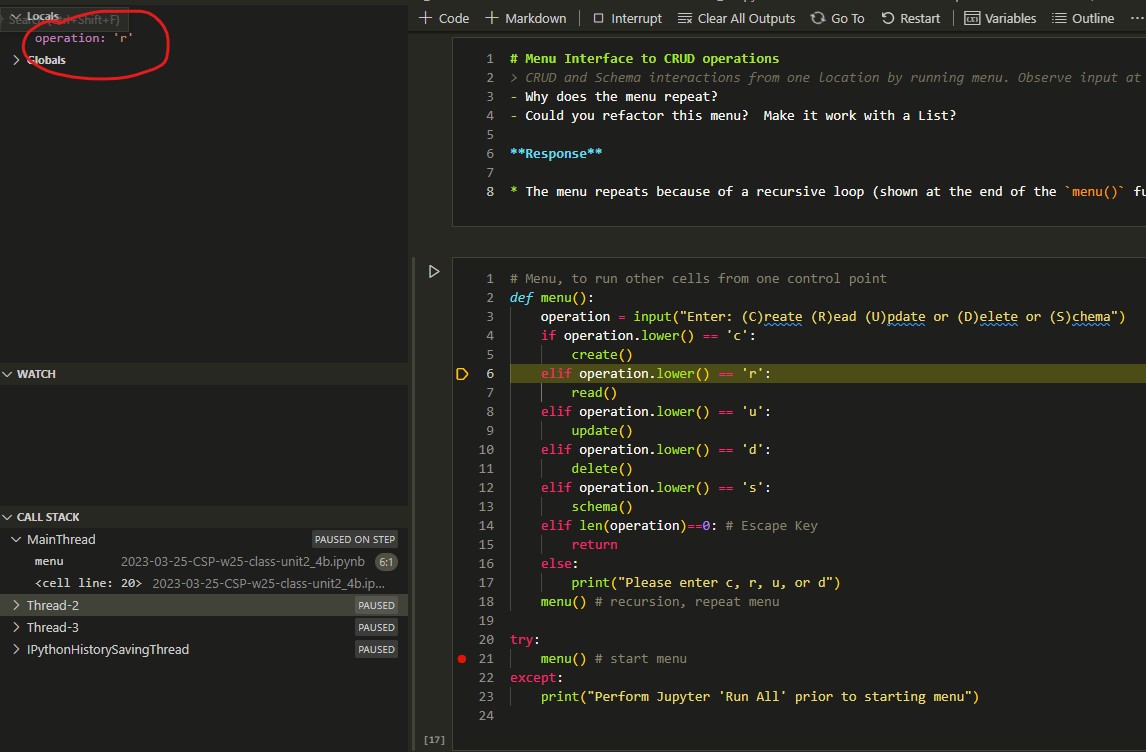 Locals
Search (Ctrl+Shift+F)
operation: 'r'
Globals
WATCH
CALL STACK
MainThread PAUSED ON STEP
menu 2023-03-25-CSP-w25-class-unit2_4b.ipynb 6:1
<cell line: 20> 2023-03-25-CSP-w25-class-unit2_4b.ip...
Thread-2 PAUSED
Thread-3 PAUSED
IPythonHistorySavingThread PAUSED
+ Code + Markdown Interrupt Clear All Outputs Go To Restart Variables Outline ...
1 # Menu Interface to CRUD operations
2 > CRUD and Schema interactions from one location by running menu. Observe input at
3 - Why does the menu repeat?
4 - Could you refactor this menu?  Make it work with a List?
5
6 **Response**
7
8 * The menu repeats because of a recursive loop (shown at the end of the `menu()` fu
1 # Menu, to run other cells from one control point
2 def menu():
3     operation = input("Enter: (C)reate (R)ead (U)pdate or (D)elete or (S)chema")
4     if operation.lower() == 'c':
5         create()
6     elif operation.lower() == 'r':
7         read()
8     elif operation.lower() == 'u':
9         update()
10     elif operation.lower() == 'd':
11         delete()
12     elif operation.lower() == 's':
13         schema()
14     elif len(operation)==0: # Escape Key
15         return
16     else:
17         print("Please enter c, r, u, or d")
18     menu() # recursion, repeat menu
19
20 try:
21     menu() # start menu
22 except:
23     print("Perform Jupyter 'Run All' prior to starting menu")
24
[17]